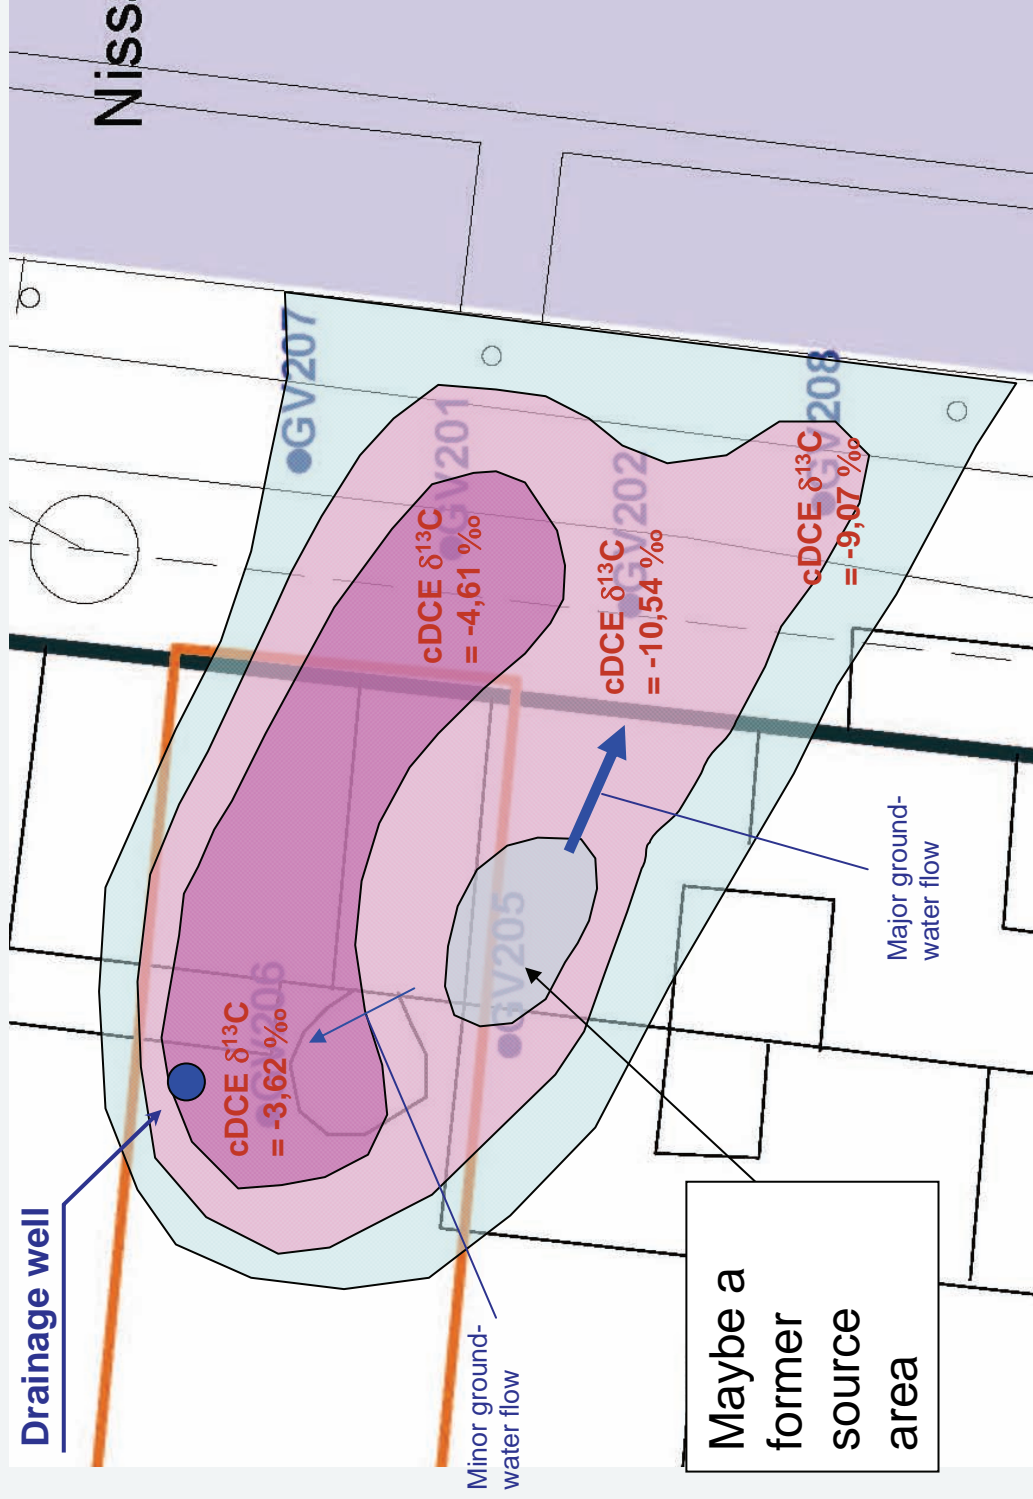 Drainage well
Niss
GV207
GV206
cDCE δ¹³C
= -3,62 ‰
GV201
cDCE δ¹³C
= -4,61 ‰
GV205
GV202
cDCE δ¹³C
= -10,54 ‰
GV208
cDCE δ¹³C
= -9,07 ‰
Minor ground-
water flow
Major ground-
water flow
Maybe a
former
source
area